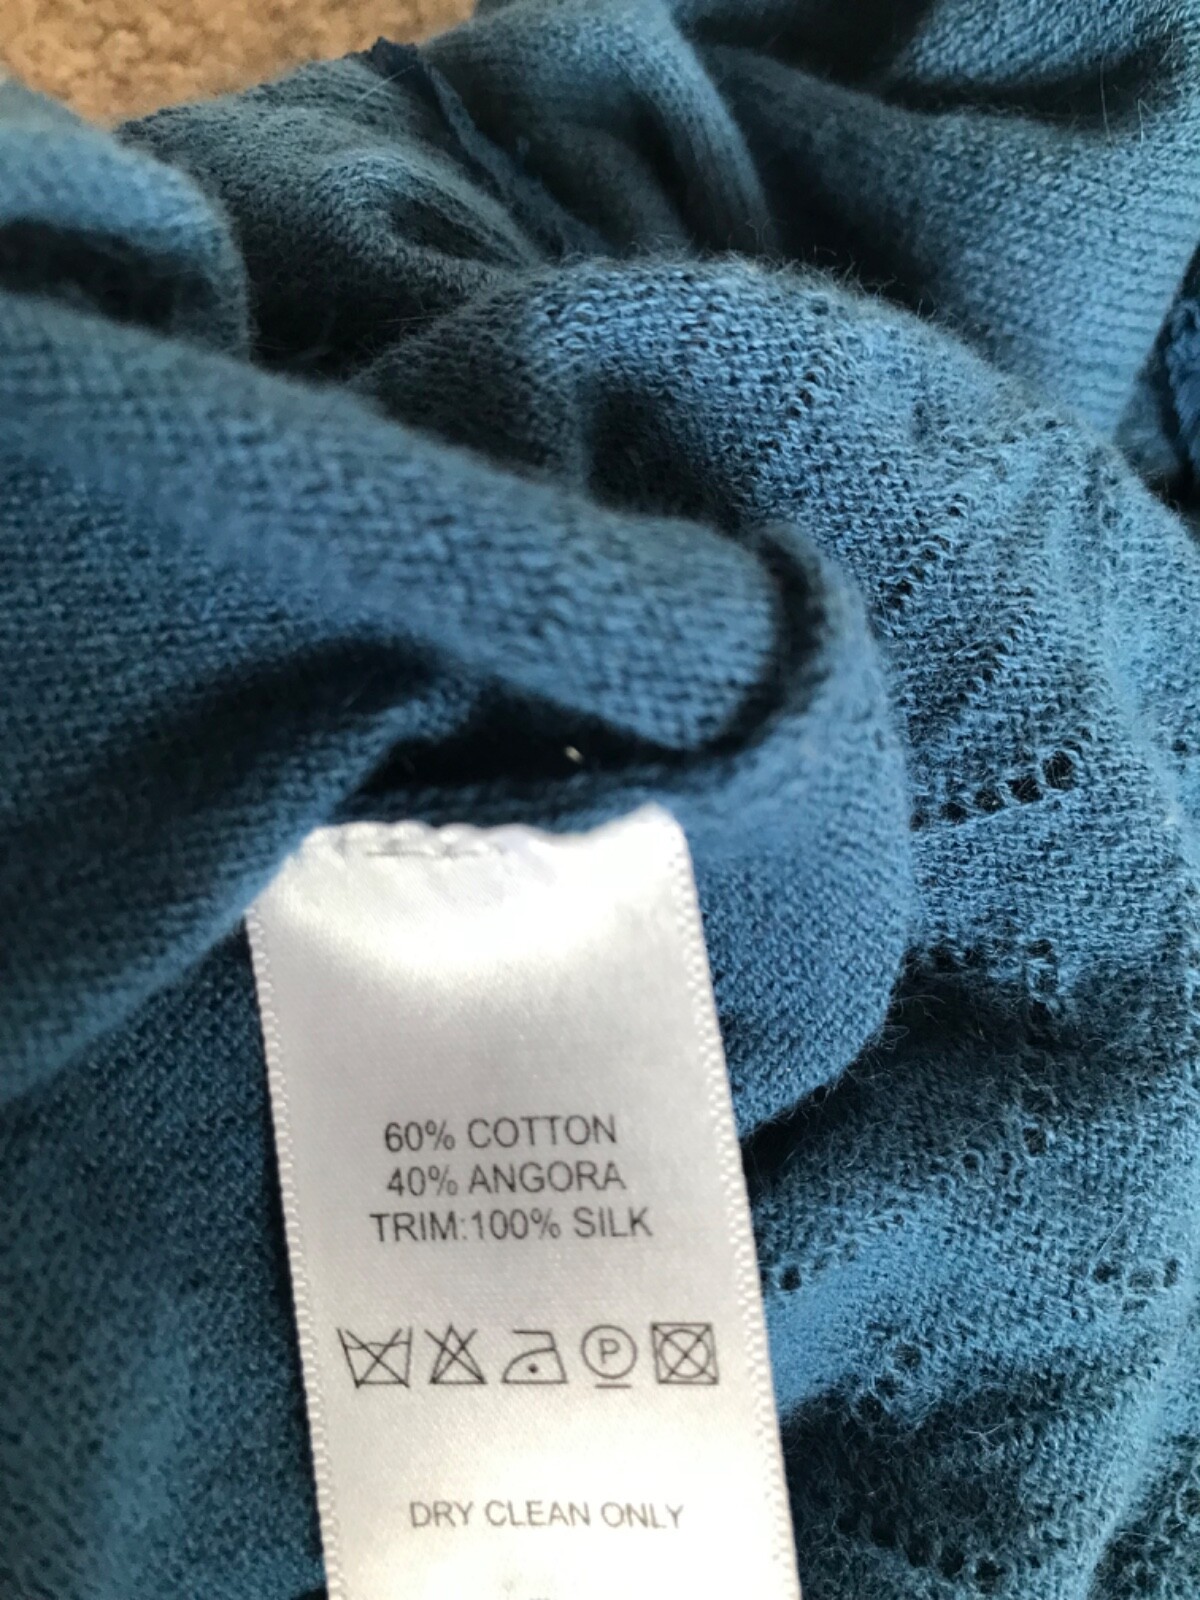 60% COTTON
40% ANGORA
TRIM:100% SILK
P
DRY CLEAN ONLY